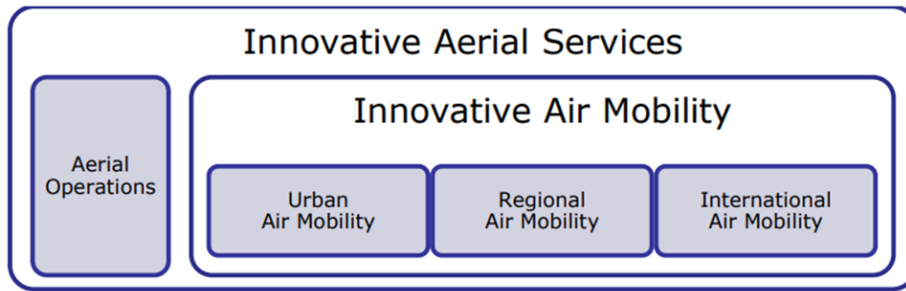 Innovative Aerial Services
Innovative Air Mobility
Aerial
Operations
Urban
Air Mobility
Regional
Air Mobility
International
Air Mobility